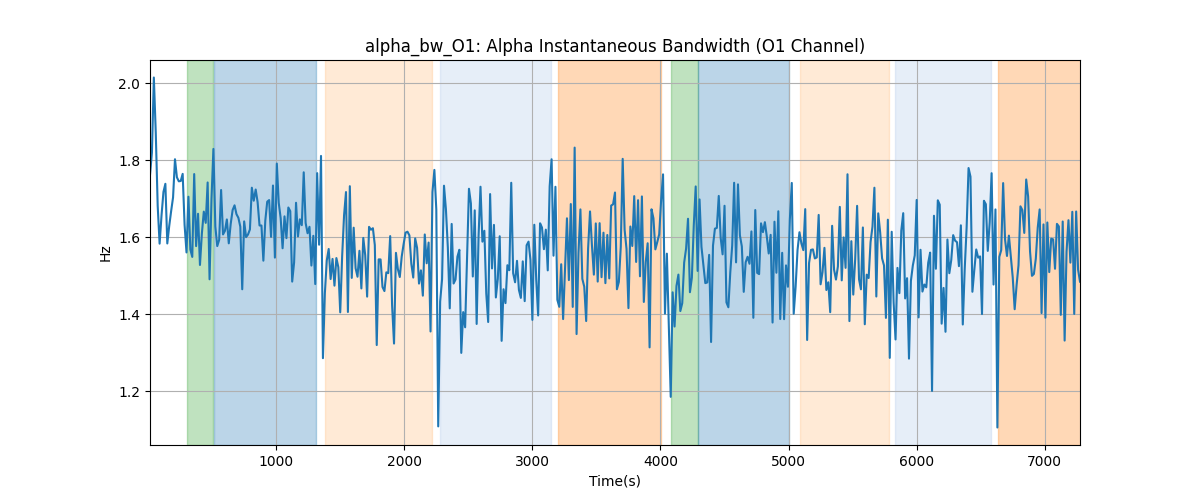 alpha_bw_O1: Alpha Instantaneous Bandwidth (O1 Channel)
Hz
2.0
1.8
1.6
1.4
1.2
1000 2000 3000 4000 5000 6000 7000
Time(s)